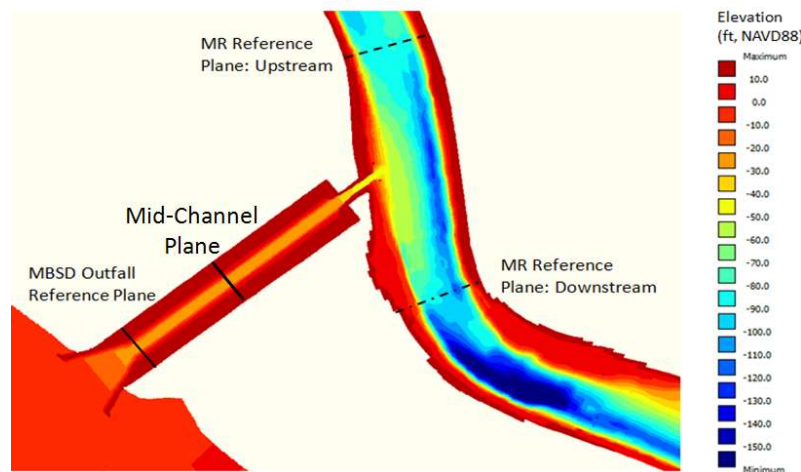 MR Reference
Plane: Upstream
Mid-Channel
Plane
MBSD Outfall
Reference Plane
MR Reference
Plane: Downstream
Elevation
(ft, NAVD88)
Maximum
10.0
0.0
-10.0
-20.0
-30.0
-40.0
-50.0
-60.0
-70.0
-80.0
-90.0
-100.0
-110.0
-120.0
-130.0
-140.0
-150.0
Minimum